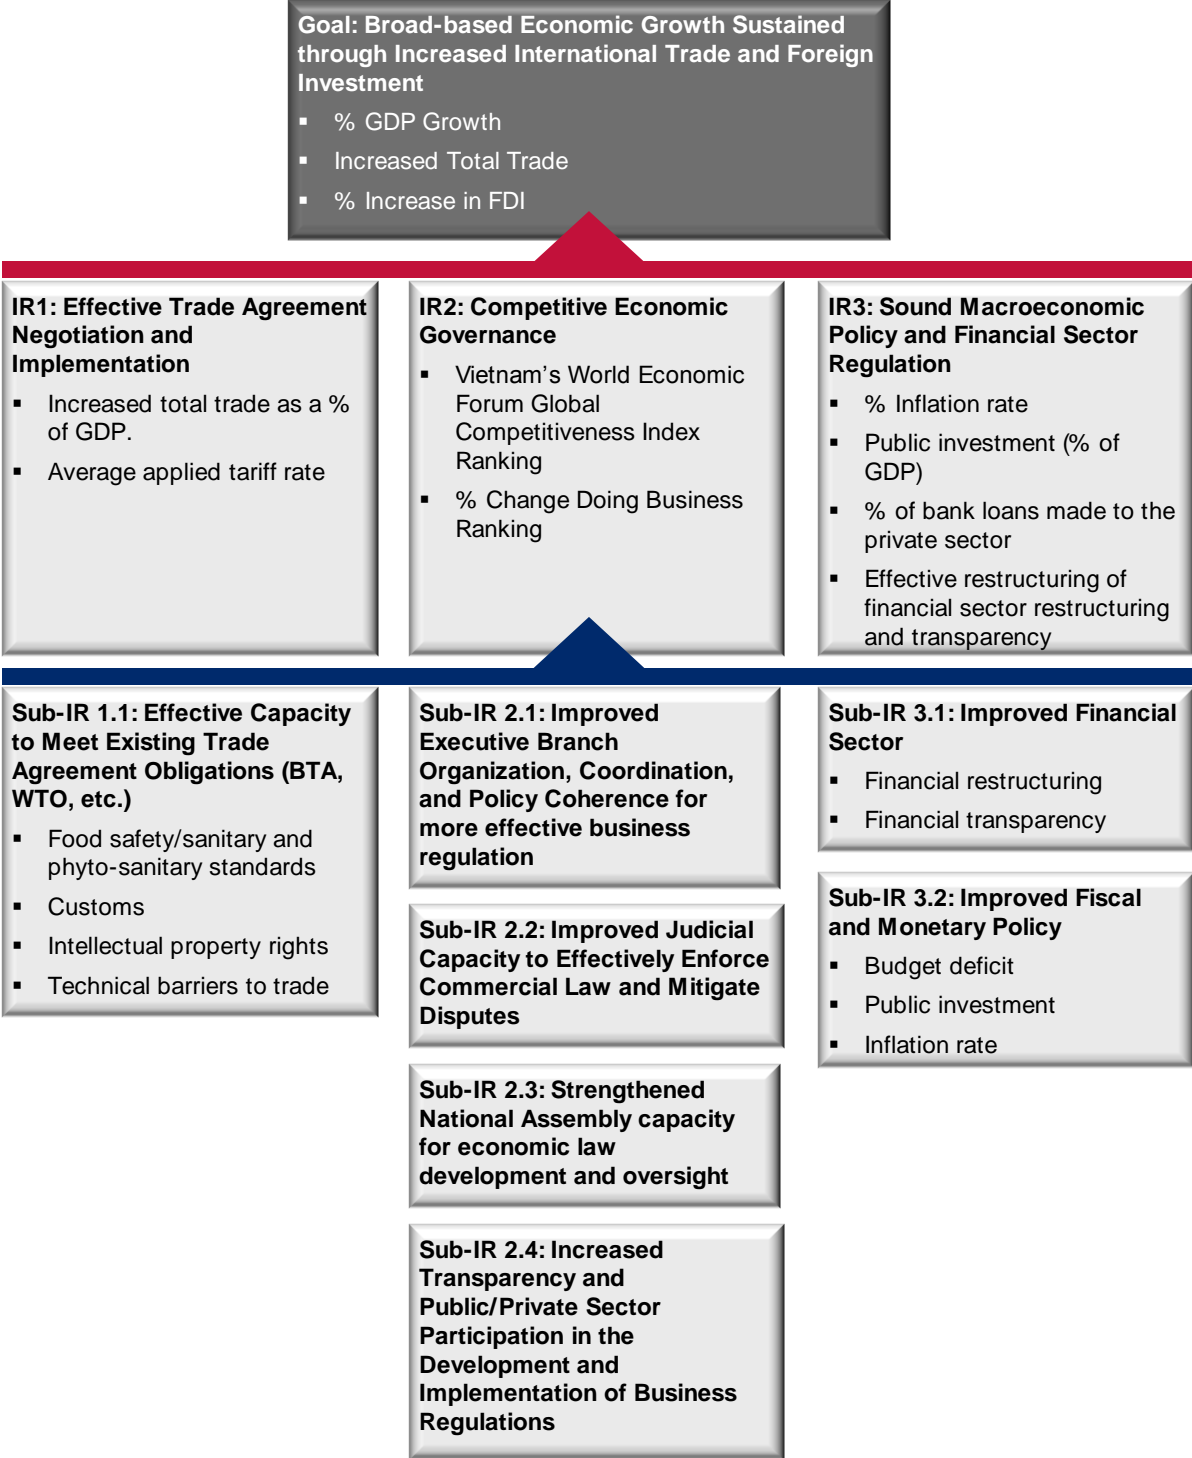 Goal: Broad-based Economic Growth Sustained
through Increased International Trade and Foreign
Investment
▪ % GDP Growth
▪ Increased Total Trade
▪ % Increase in FDI
IR1: Effective Trade Agreement
Negotiation and
Implementation
▪ Increased total trade as a %
of GDP.
▪ Average applied tariff rate
IR2: Competitive Economic
Governance
▪ Vietnam’s World Economic
Forum Global
Competitiveness Index
Ranking
▪ % Change Doing Business
Ranking
IR3: Sound Macroeconomic
Policy and Financial Sector
Regulation
▪ % Inflation rate
▪ Public investment (% of
GDP)
▪ % of bank loans made to the
private sector
▪ Effective restructuring of
financial sector restructuring
and transparency
Sub-IR 1.1: Effective Capacity
to Meet Existing Trade
Agreement Obligations (BTA,
WTO, etc.)
▪ Food safety/sanitary and
phyto-sanitary standards
▪ Customs
▪ Intellectual property rights
▪ Technical barriers to trade
Sub-IR 2.1: Improved
Executive Branch
Organization, Coordination,
and Policy Coherence for
more effective business
regulation
Sub-IR 2.2: Improved Judicial
Capacity to Effectively Enforce
Commercial Law and Mitigate
Disputes
Sub-IR 2.3: Strengthened
National Assembly capacity
for economic law
development and oversight
Sub-IR 2.4: Increased
Transparency and
Public/Private Sector
Participation in the
Development and
Implementation of Business
Regulations
Sub-IR 3.1: Improved Financial
Sector
▪ Financial restructuring
▪ Financial transparency
Sub-IR 3.2: Improved Fiscal
and Monetary Policy
▪ Budget deficit
▪ Public investment
▪ Inflation rate